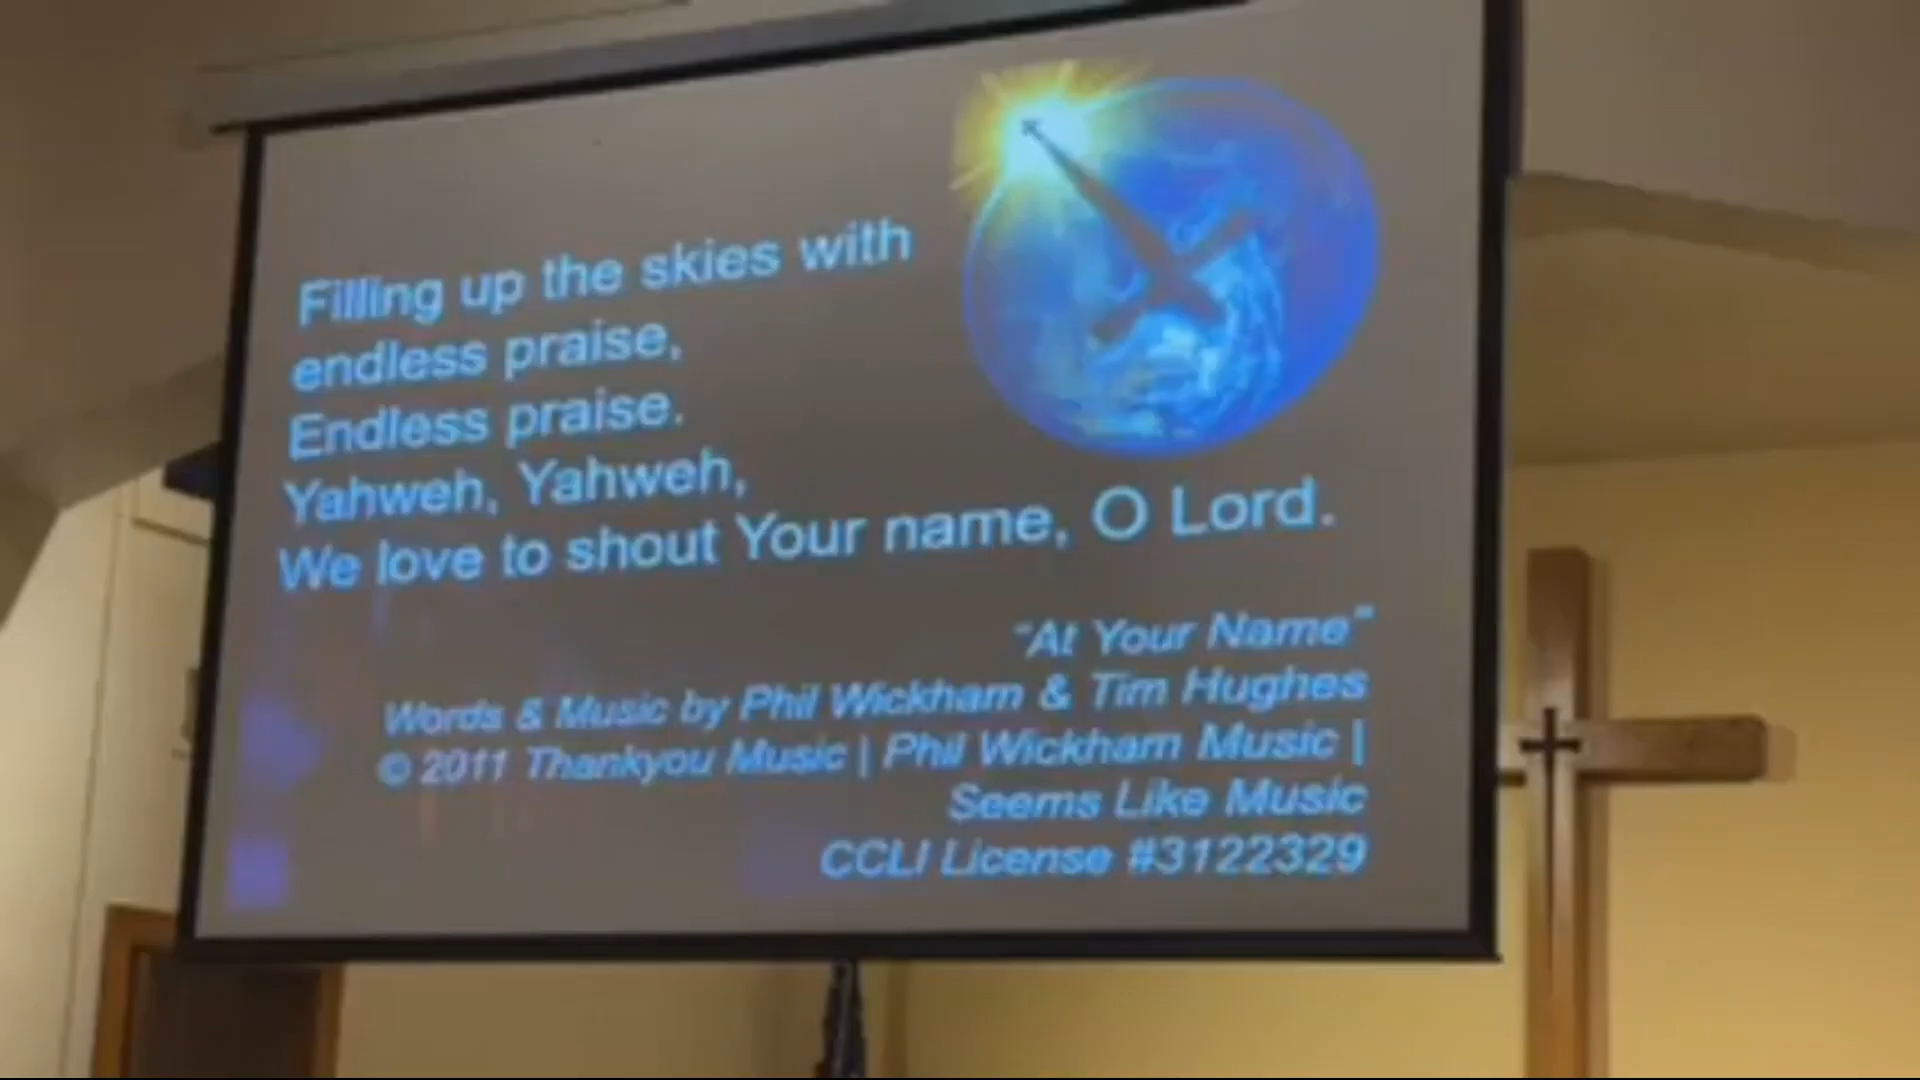 Filling up the skies with
endless praise,
Endless praise.
Yahweh, Yahweh,
We love to shout Your name, O Lord.
"At Your Name"
Words & Music by Phil Wickham & Tim Hughes
© 2011 Thankyou Music | Phil Wickham Music |
Seems Like Music
CCLI License #3122329